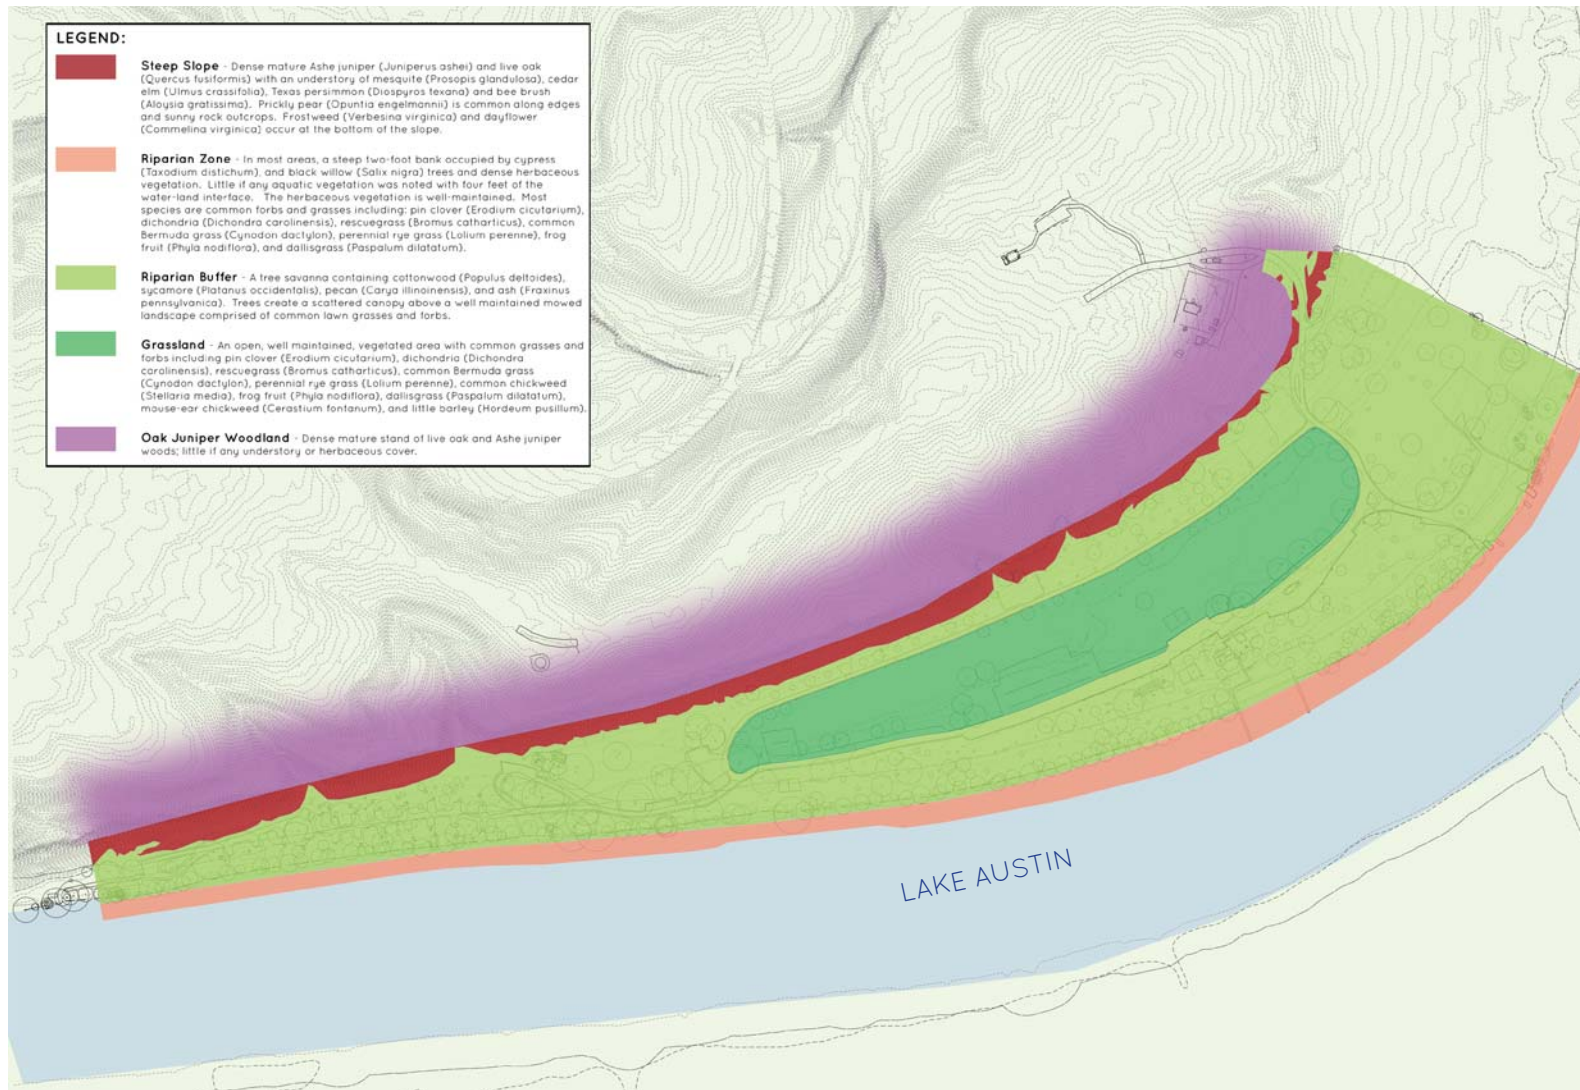 LEGEND:
Steep Slope - Dense mature Ashe juniper (Juniperus ashei) and live oak
(Quercus fusiformis) with an understory of mesquite (Prosopis glandulosa), cedar
elm (Ulmus crassifolia), Texas persimmon (Diospyros texana) and bee brush
(Aloysia gratissima). Prickly pear (Opuntia engelmannii) is common along edges
and sunny rock outcrops. Frostweed (Verbesina virginica) and dayflower
(Commelina virginica) occur at the bottom of the slope.
Riparian Zone - In most areas, a steep two-foot bank occupied by cypress
(Taxodium distichum), and black willow (Salix nigra) trees and dense herbaceous
vegetation. Little if any aquatic vegetation was noted with four feet of the
water-land interface. The herbaceous vegetation is well-maintained. Most
species are common forbs and grasses including: pin clover (Erodium cicutarium),
dichondria (Dichondra carolinensis), rescuegrass (Bromus catharticus), common
Bermuda grass (Cynodon dactylon), perennial rye grass (Lolium perenne), frog
fruit (Phyla nodiflora), and dallisgrass (Paspalum dilatatum).
Riparian Buffer - A tree savanna containing cottonwood (Populus deltoides),
sycamore (Platanus occidentalis), pecan (Carya illinoinensis), and ash (Fraxinus
pennsylvanica). Trees create a scattered canopy above a well maintained mowed
landscape comprised of common lawn grasses and forbs.
Grassland - An open, well maintained, vegetated area with common grasses and
forbs including pin clover (Erodium cicutarium), dichondria (Dichondra
carolinensis), rescuegrass (Bromus catharticus), common Bermuda grass
(Cynodon dactylon), perennial rye grass (Lolium perenne), common chickweed
(Stellaria media), frog fruit (Phyla nodiflora), dallisgrass (Paspalum dilatatum),
mouse-ear chickweed (Cerastium fontanum), and little barley (Hordeum pusillum).
Oak Juniper Woodland - Dense mature stand of live oak and Ashe juniper
woods; little if any understory or herbaceous cover.
LAKE AUSTIN